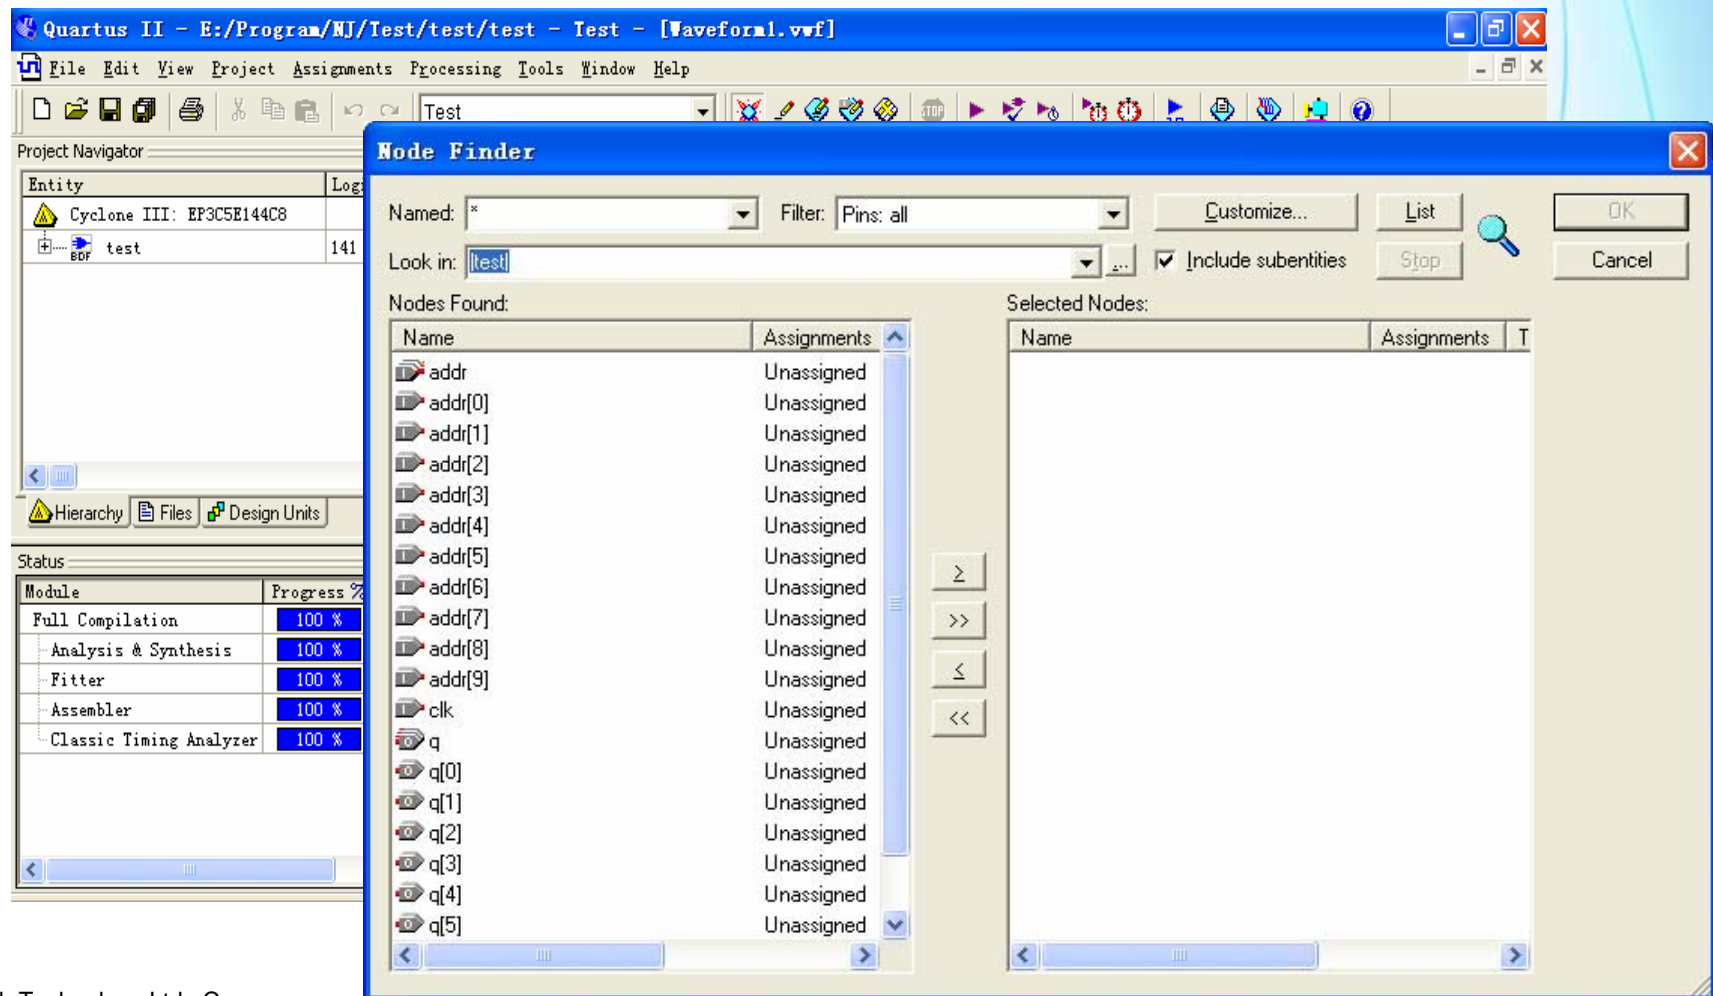 Quartus II - E:/Program/NJ/Test/test/test - Test - [Waveform1.vwf]
File Edit View Project Assignments Processing Tools Window Help
Test
Project Navigator
Entity
Cyclone III: EP3C5E144C8
test 141
Hierarchy Files Design Units
Status
Module Progress %
Full Compilation 100 %
Analysis & Synthesis 100 %
Fitter 100 %
Assembler 100 %
Classic Timing Analyzer 100 %
Node Finder
Named: * Filter: Pins: all Customize... List OK
Look in: |test| ... Include subentities Stop Cancel
Nodes Found: Selected Nodes:
Name Assignments Name Assignments T
addr Unassigned
addr[0] Unassigned
addr[1] Unassigned
addr[2] Unassigned
addr[3] Unassigned
addr[4] Unassigned
addr[5] Unassigned
addr[6] Unassigned
addr[7] Unassigned
addr[8] Unassigned
addr[9] Unassigned
clk Unassigned
q Unassigned
q[0] Unassigned
q[1] Unassigned
q[2] Unassigned
q[3] Unassigned
q[4] Unassigned
q[5] Unassigned
≥
>>
≤
<<